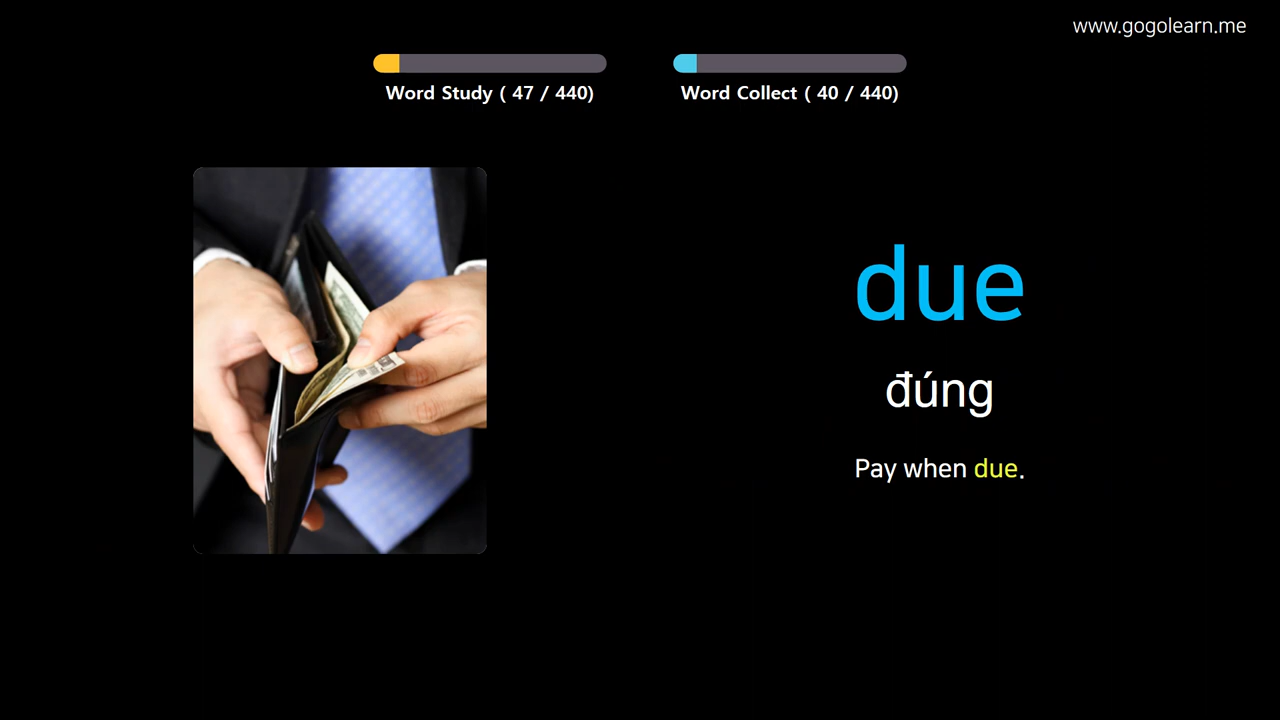 www.gogolearn.me
Word Study ( 47 / 440)
Word Collect ( 40 / 440)
due
đúng
Pay when due.